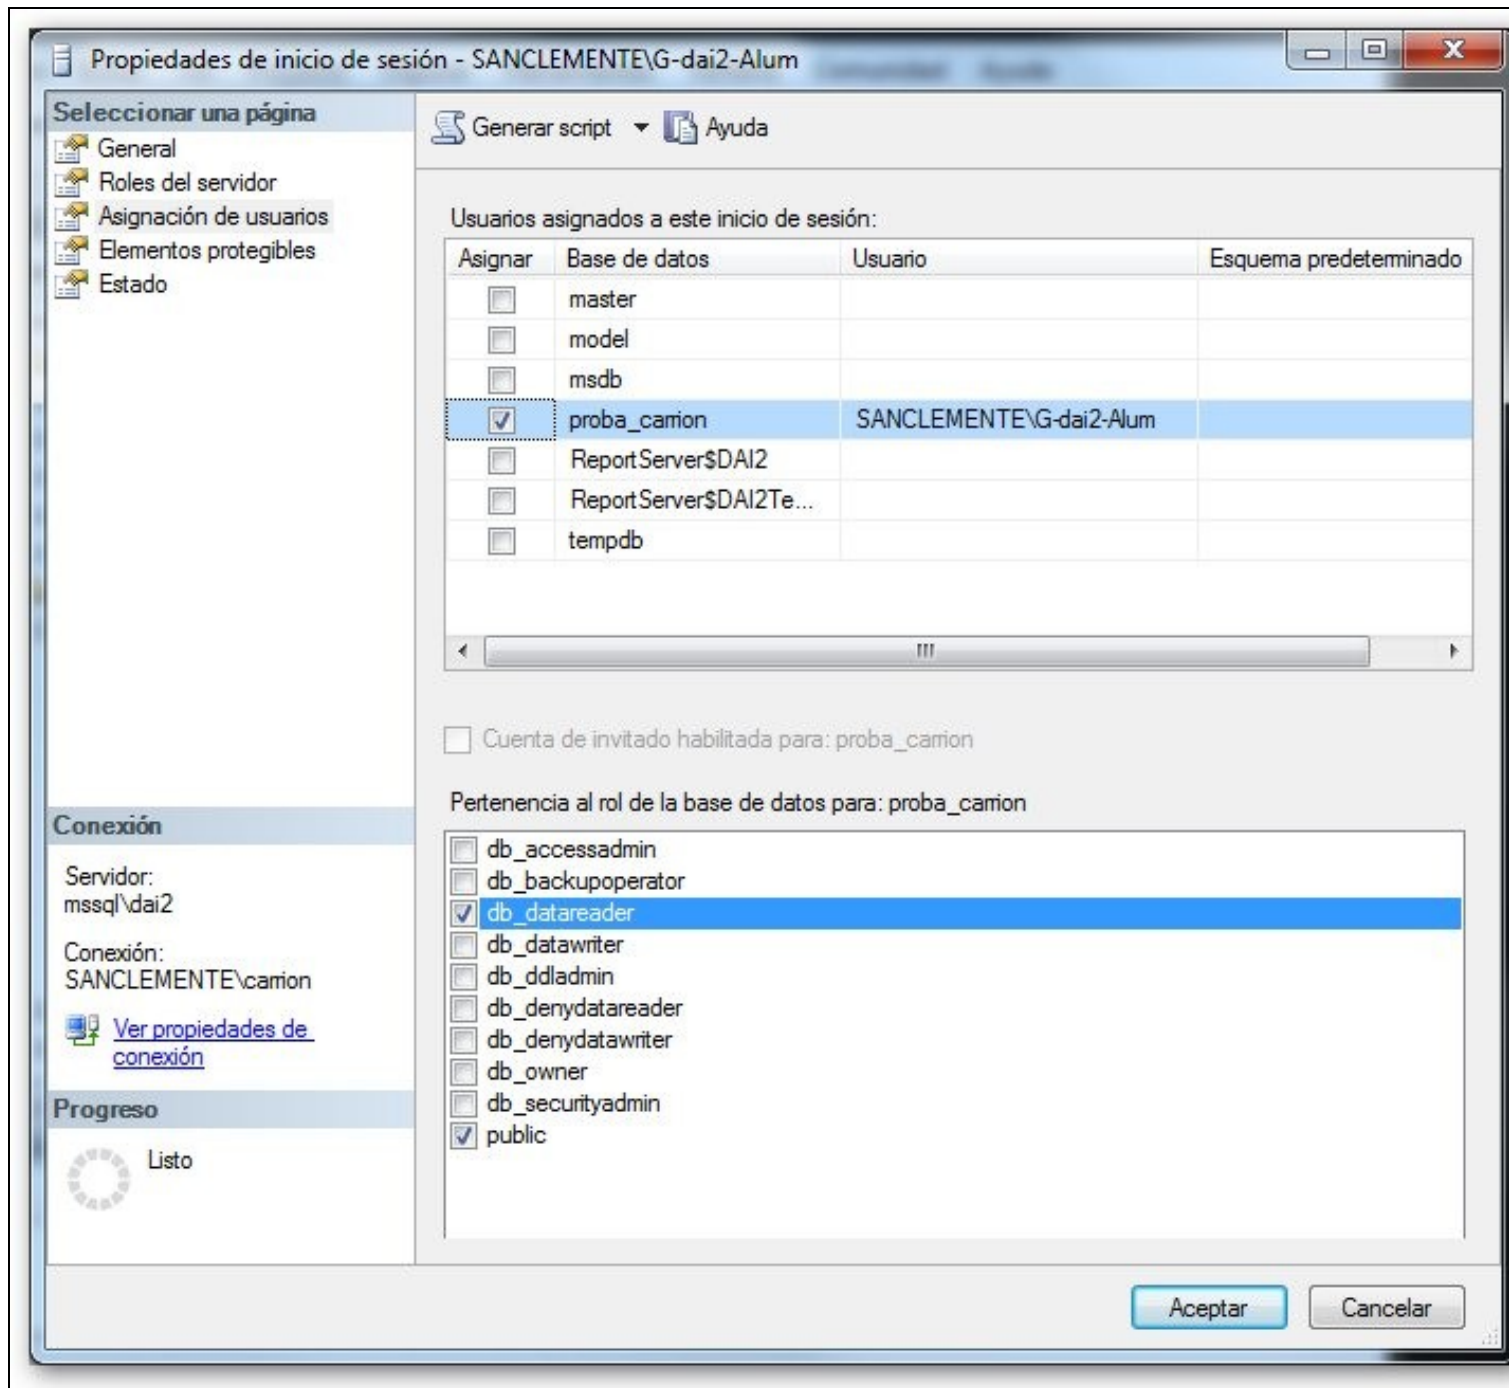 Propiedades de inicio de sesión - SANCLEMENTE\G-dai2-Alum
Seleccionar una página
General
Roles del servidor
Asignación de usuarios
Elementos protegibles
Estado
Generar script
Ayuda
Usuarios asignados a este inicio de sesión:
Asignar Base de datos Usuario Esquema predeterminado
master
model
msdb
proba_carrion SANCLEMENTE\G-dai2-Alum
ReportServer$DAI2
ReportServer$DAI2Te...
tempdb
Cuenta de invitado habilitada para: proba_carrion
Pertenencia al rol de la base de datos para: proba_carrion
db_accessadmin
db_backupoperator
db_datareader
db_datawriter
db_ddladmin
db_denydatareader
db_denydatawriter
db_owner
db_securityadmin
public
Conexión
Servidor:
mssql\dai2
Conexión:
SANCLEMENTE\carrion
Ver propiedades de
conexión
Progreso
Listo
Aceptar Cancelar